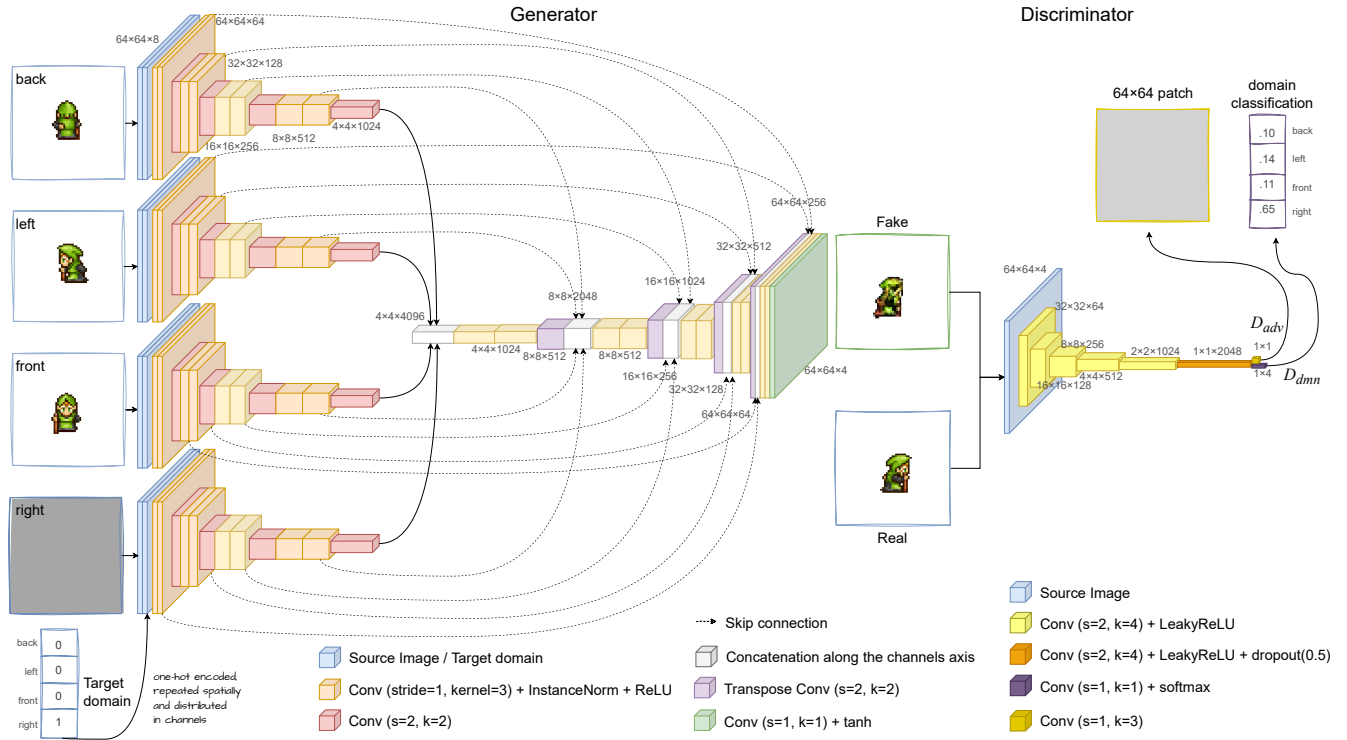 Generator
Discriminator
64×64×8
64×64×64
32×32×128
16×16×256
8×8×512
4×4×1024
back
left
front
right
4×4×4096
4×4×1024
8×8×512
8×8×2048
8×8×512
16×16×256
16×16×1024
32×32×128
32×32×512
64×64×64
64×64×256
64×64×4
Fake
Real
64×64×4
32×32×64
16×16×128
8×8×256
4×4×512
2×2×1024
1×1×2048
1×1
1×4
D_adv
D_dmn
64×64 patch
domain
classification
.10 back
.14 left
.11 front
.65 right
back 0
left 0
front 0
right 1
Target
domain
one-hot encoded,
repeated spatially
and distributed
in channels
Source Image / Target domain
Conv (stride=1, kernel=3) + InstanceNorm + ReLU
Conv (s=2, k=2)
Skip connection
Concatenation along the channels axis
Transpose Conv (s=2, k=2)
Conv (s=1, k=1) + tanh
Source Image
Conv (s=2, k=4) + LeakyReLU
Conv (s=2, k=4) + LeakyReLU + dropout(0.5)
Conv (s=1, k=1) + softmax
Conv (s=1, k=3)